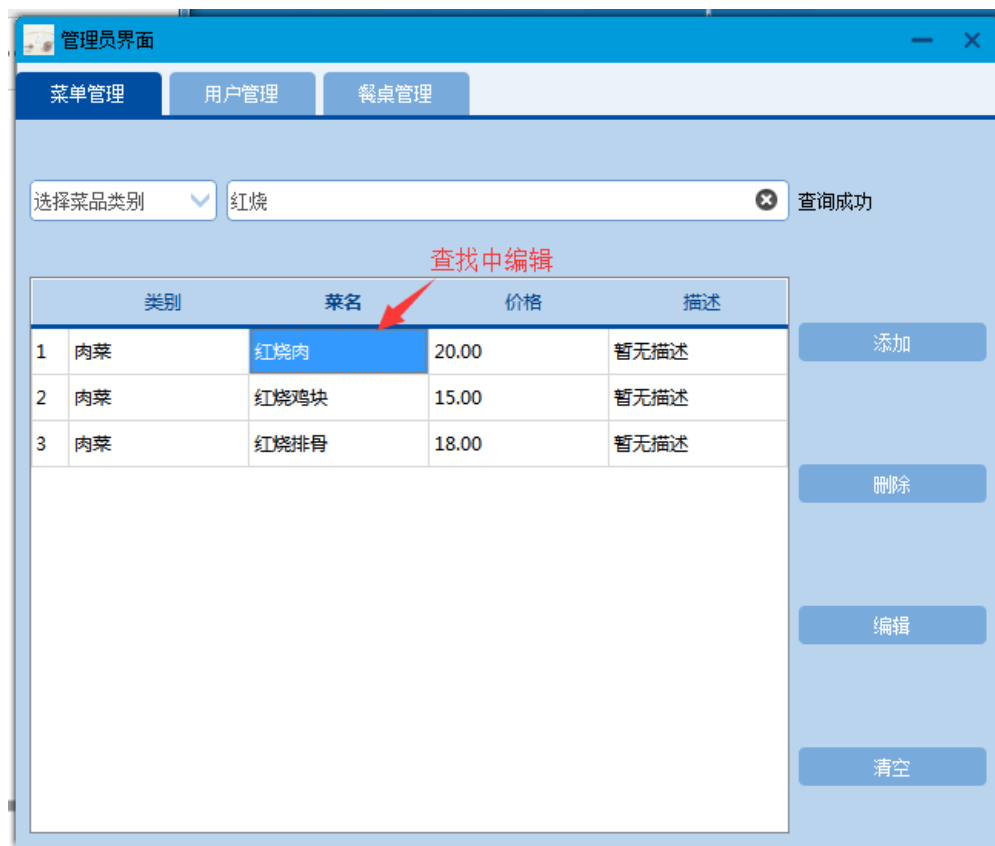 管理员界面
菜单管理 用户管理 餐桌管理
选择菜品类别 红烧 查询成功
查找中编辑
类别 菜名 价格 描述
1 肉菜 红烧肉 20.00 暂无描述
添加
2 肉菜 红烧鸡块 15.00 暂无描述
3 肉菜 红烧排骨 18.00 暂无描述
删除
编辑
清空